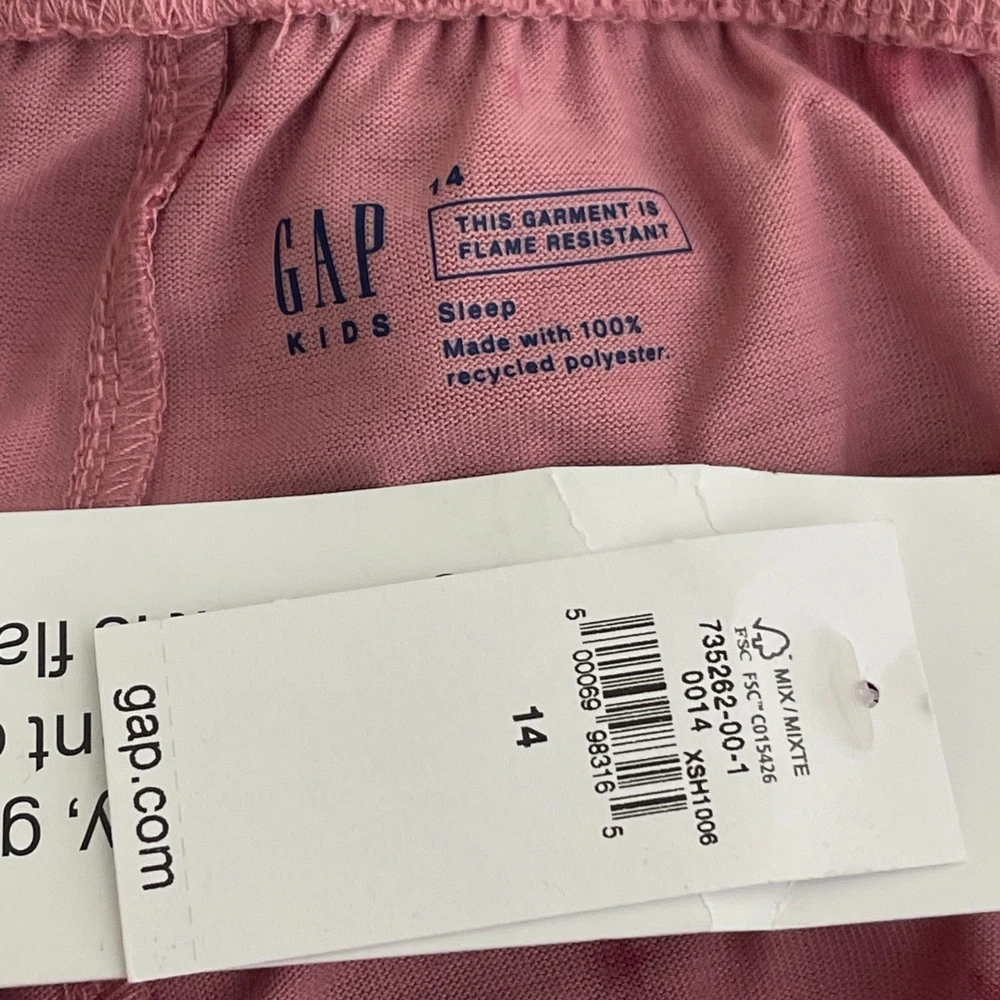 14
GAP
KIDS
THIS GARMENT IS
FLAME RESISTANT
Sleep
Made with 100%
recycled polyester.
MIX/MIXTE
FSC FSC™ C015426
735262-00-1
0014 XSH1006
5 00069 98316 5
14
gap.com